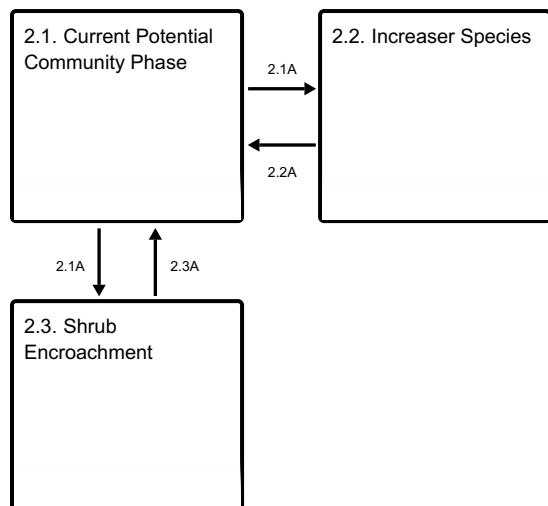 2.1. Current Potential
Community Phase
2.2. Increaser Species
2.1A
2.2A
2.1A
2.3A
2.3. Shrub
Encroachment